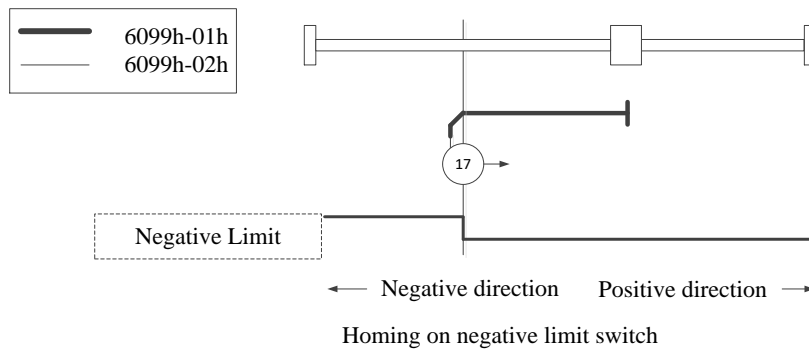 6099h-01h
6099h-02h
17
Negative Limit
Negative direction Positive direction
Homing on negative limit switch